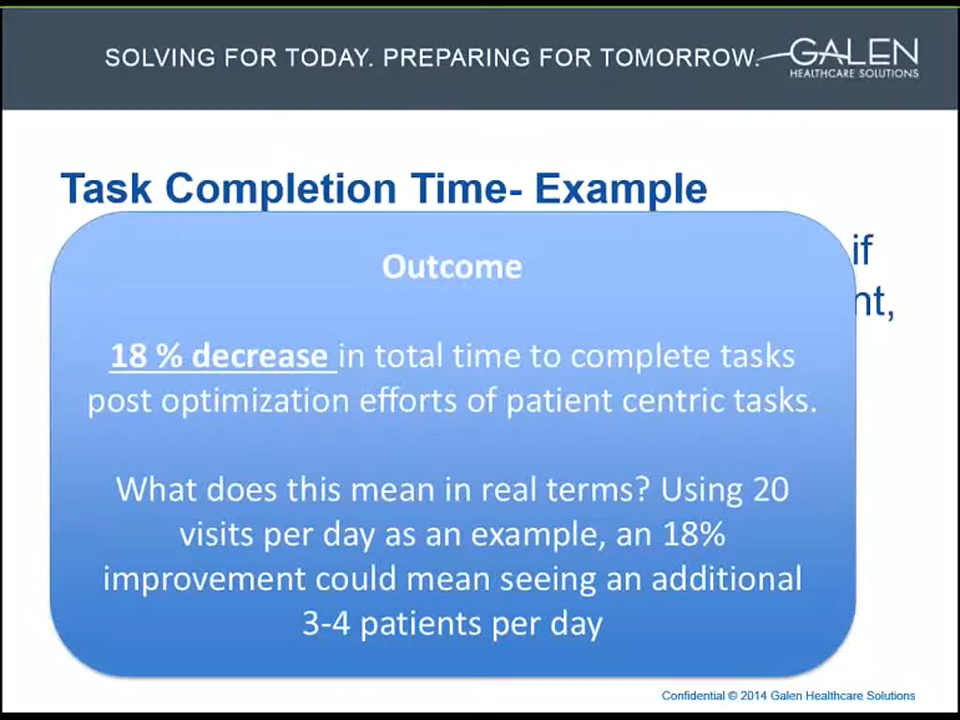 SOLVING FOR TODAY. PREPARING FOR TOMORROW.
GALEN
HEALTHCARE SOLUTIONS
Task Completion Time- Example
if
nt,
Outcome
18 % decrease in total time to complete tasks
post optimization efforts of patient centric tasks.
What does this mean in real terms? Using 20
visits per day as an example, an 18%
improvement could mean seeing an additional
3-4 patients per day
Confidential © 2014 Galen Healthcare Solutions